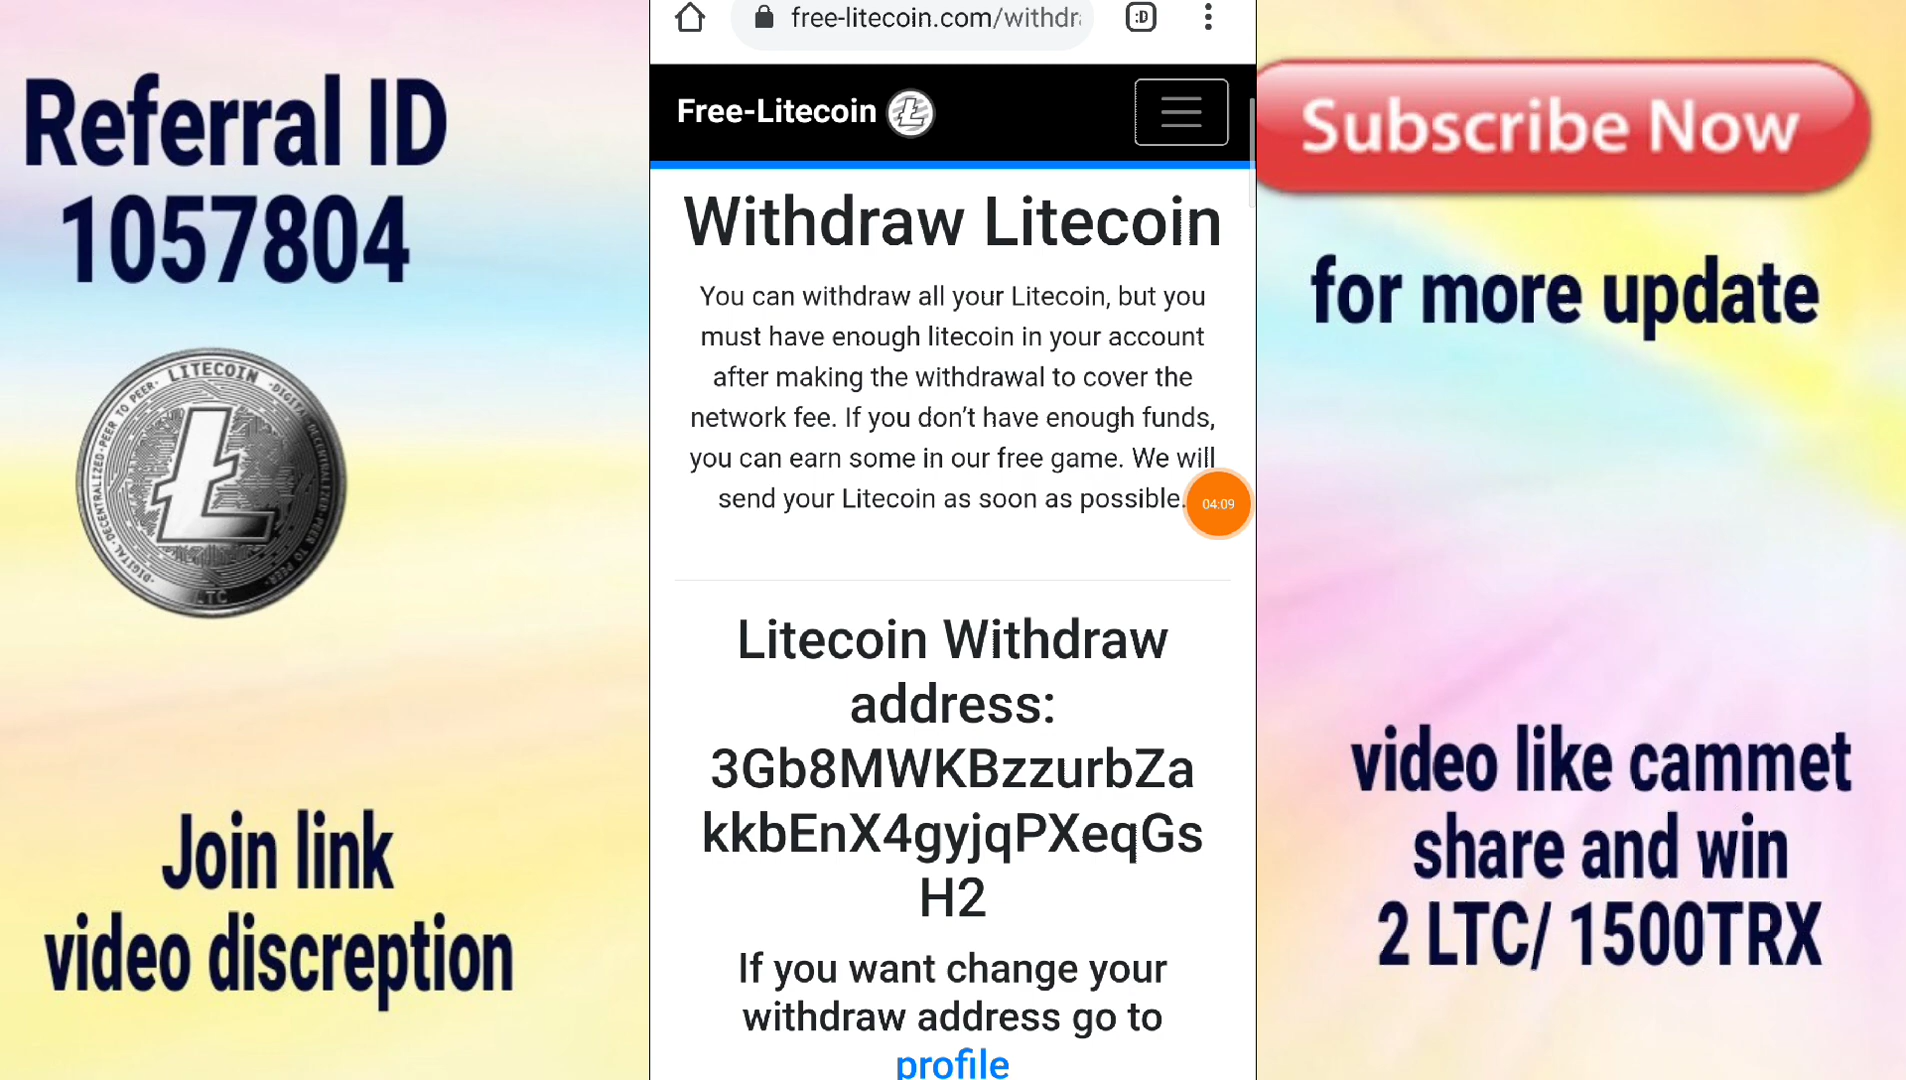 Referral ID
1057804
LITECOIN
LTC
Join link
video discreption
free-litecoin.com/withdr
:D
Free-Litecoin
Withdraw Litecoin
You can withdraw all your Litecoin, but you
must have enough litecoin in your account
after making the withdrawal to cover the
network fee. If you don’t have enough funds,
you can earn some in our free game. We will
send your Litecoin as soon as possible.
04:09
Litecoin Withdraw
address:
3Gb8MWKBzzurbZa
kkbEnX4gyjqPXeqGs
H2
If you want change your
withdraw address go to
profile
Subscribe Now
for more update
video like cammet
share and win
2 LTC/ 1500TRX